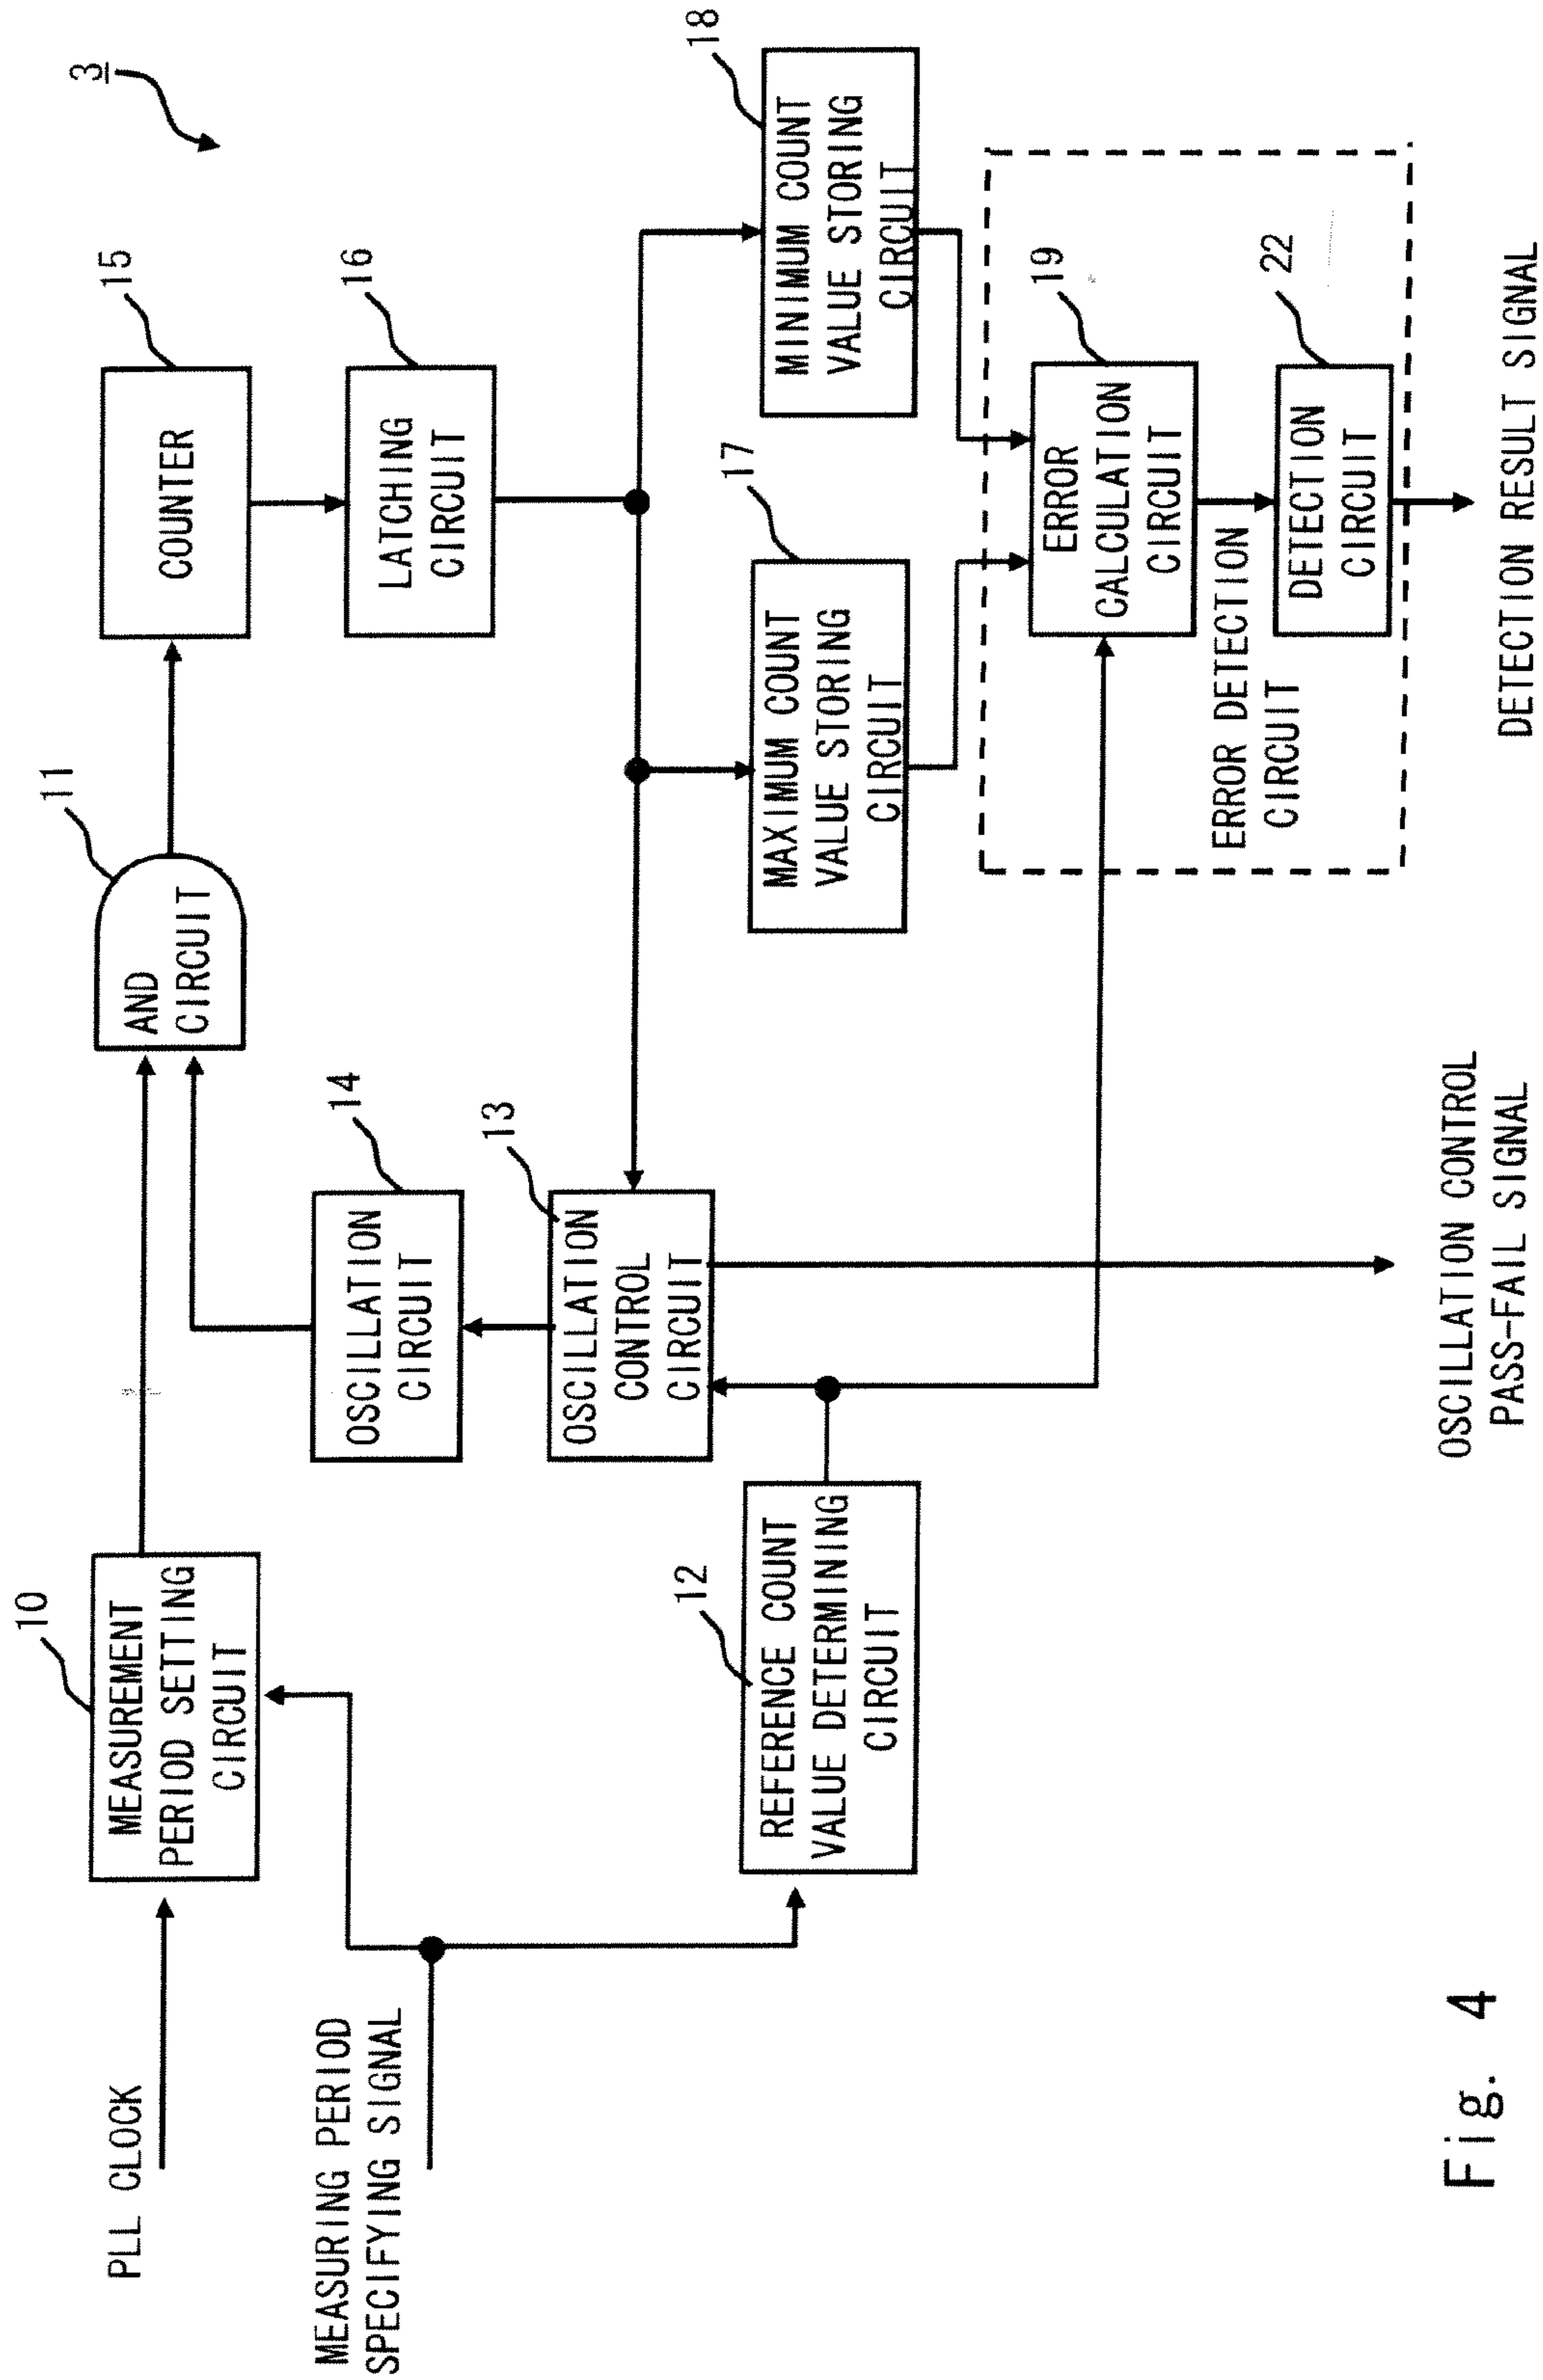 3
PLL CLOCK
10
MEASUREMENT
PERIOD SETTING
CIRCUIT
11
AND
CIRCUIT
15
COUNTER
MEASURING PERIOD
SPECIFYING SIGNAL
14
OSCILLATION
CIRCUIT
16
LATCHING
CIRCUIT
13
OSCILLATION
CONTROL
CIRCUIT
12
REFERENCE COUNT
VALUE DETERMINING
CIRCUIT
17
MAXIMUM COUNT
VALUE STORING
CIRCUIT
18
MINIMUM COUNT
VALUE STORING
CIRCUIT
19
ERROR
CALCULATION
CIRCUIT
ERROR DETECTION
CIRCUIT
22
DETECTION
CIRCUIT
OSCILLATION CONTROL
PASS-FAIL SIGNAL
DETECTION RESULT SIGNAL
Fig. 4